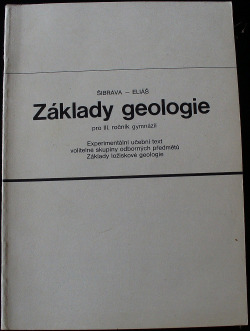 ŠIBRAVA – ELIÁŠ
Základy geologie
pro III. ročník gymnázií
Experimentální učební text
volitelné skupiny odborných předmětů
Základy ložiskové geologie